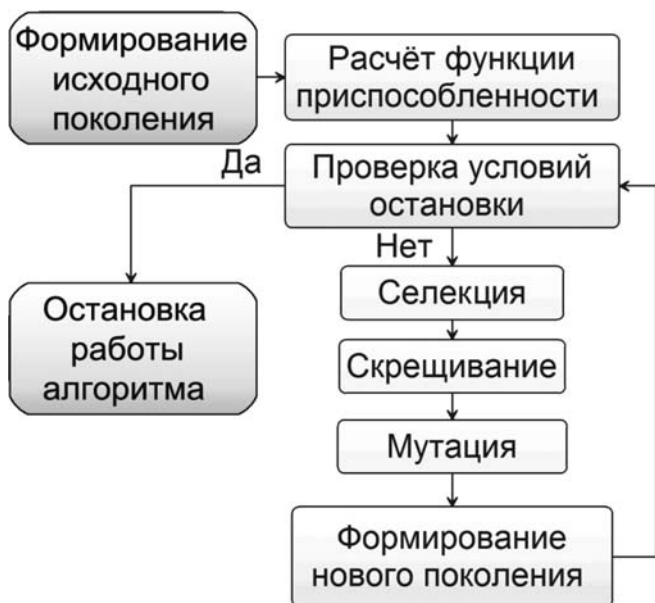 Формирование
исходного
поколения
Расчёт функции
приспособленности
Да
Проверка условий
остановки
Нет
Остановка
работы
алгоритма
Селекция
Скрещивание
Мутация
Формирование
нового поколения